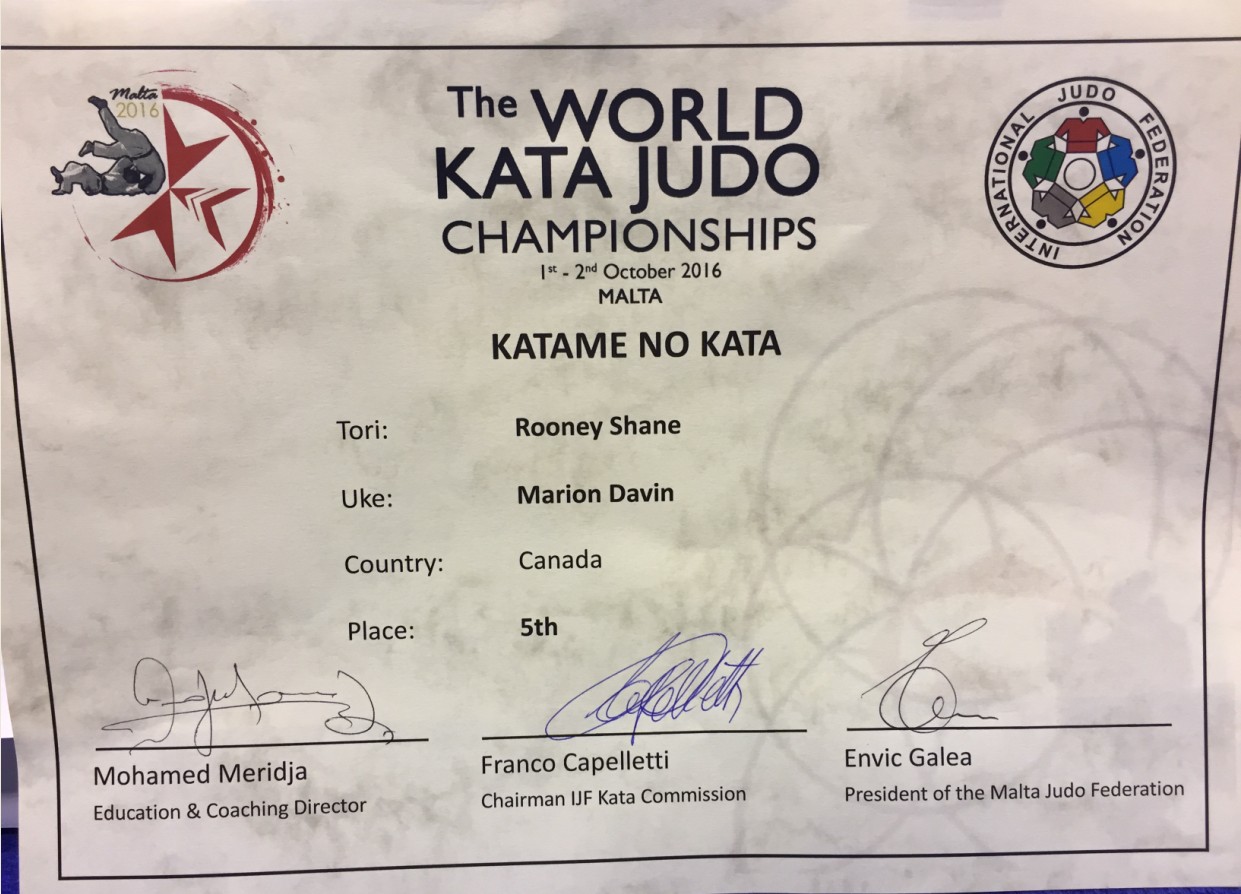 Malta
2016
The WORLD
KATA JUDO
CHAMPIONSHIPS
1st - 2nd October 2016
MALTA
INTERNATIONAL JUDO FEDERATION
KATAME NO KATA
Tori: Rooney Shane
Uke: Marion Davin
Country: Canada
Place: 5th
Mohamed Meridja
Education & Coaching Director
Franco Capelletti
Chairman IJF Kata Commission
Envic Galea
President of the Malta Judo Federation